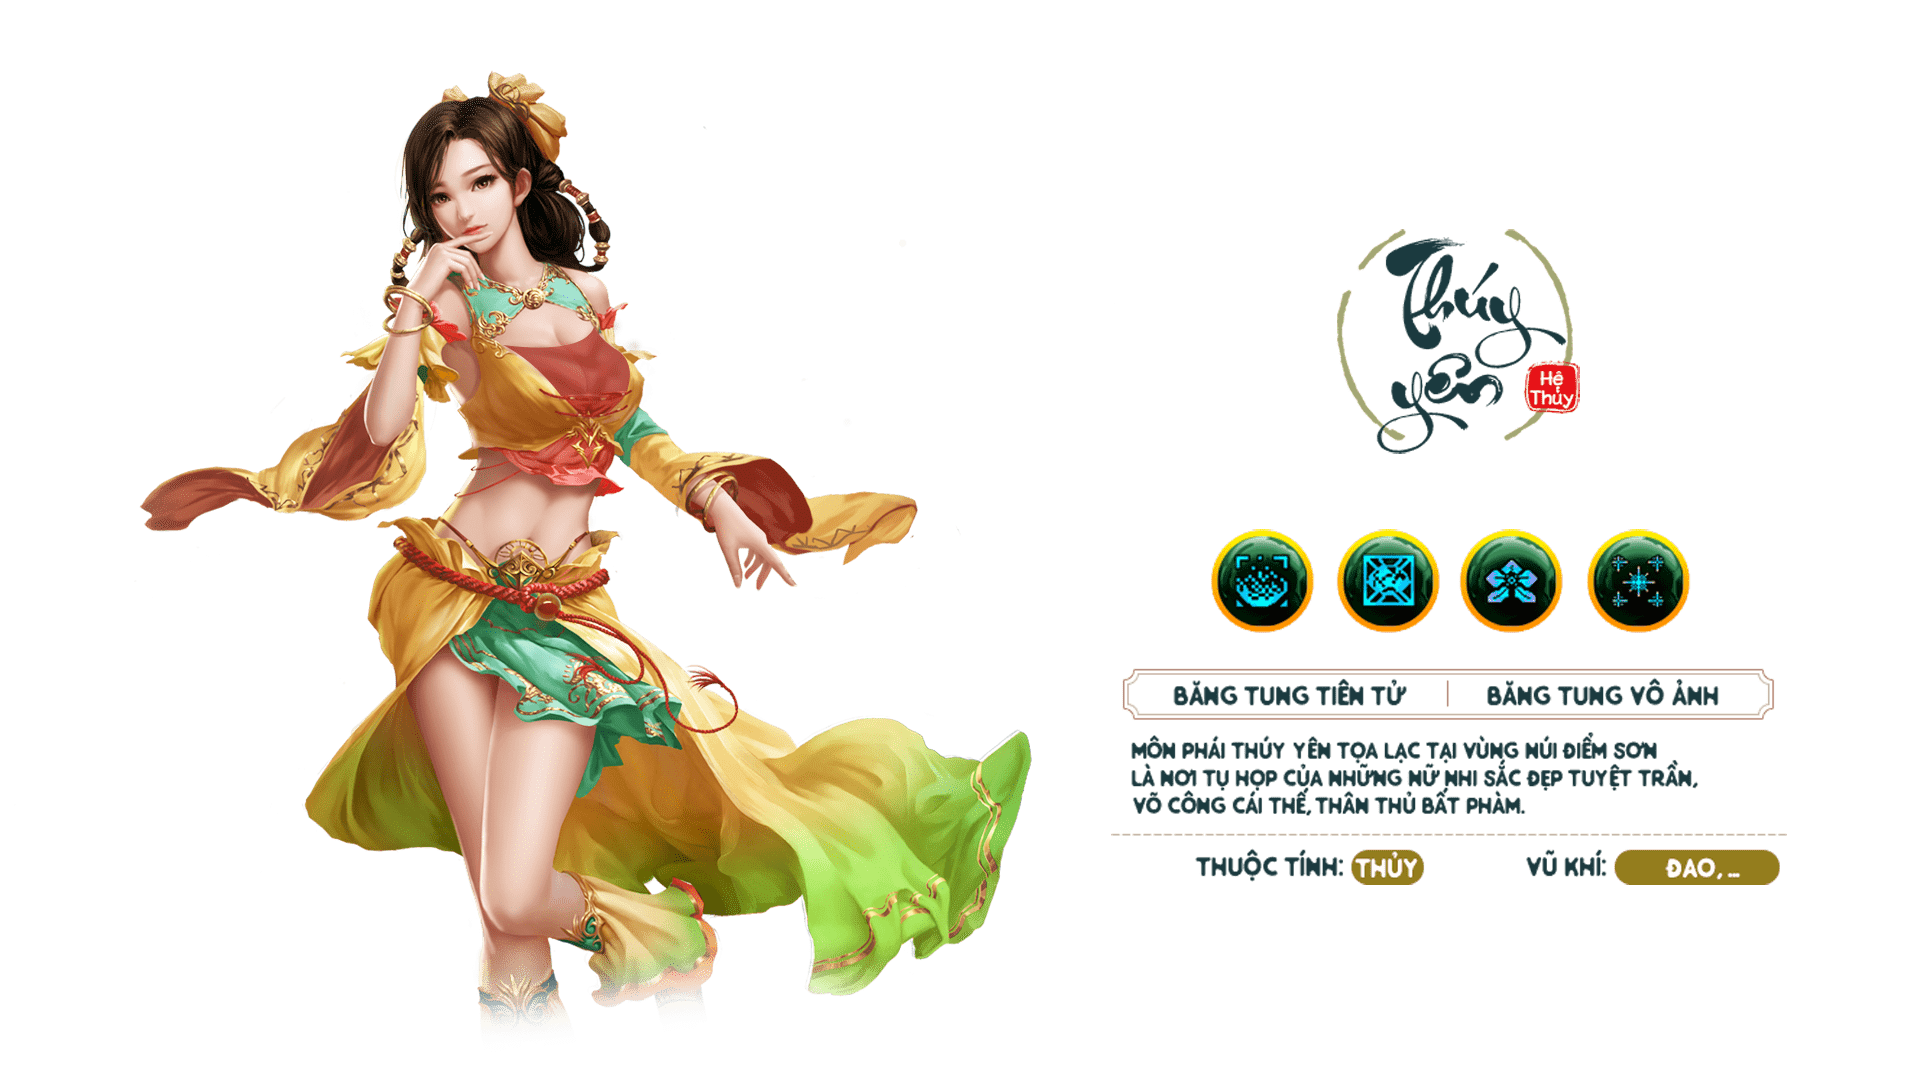 Thúy
yên
Hệ
Thủy
BĂNG TUNG TIÊN TỬ | BĂNG TUNG VÔ ẢNH
MÔN PHÁI THÚY YÊN TỌA LẠC TẠI VÙNG NÚI ĐIỂM SƠN
LÀ NƠI TỤ HỌP CỦA NHỮNG NỮ NHI SẮC ĐẸP TUYỆT TRẦN,
VÕ CÔNG CÁI THẾ, THÂN THỦ BẤT PHÀM.
THUỘC TÍNH: THỦY VŨ KHÍ: ĐAO, ...